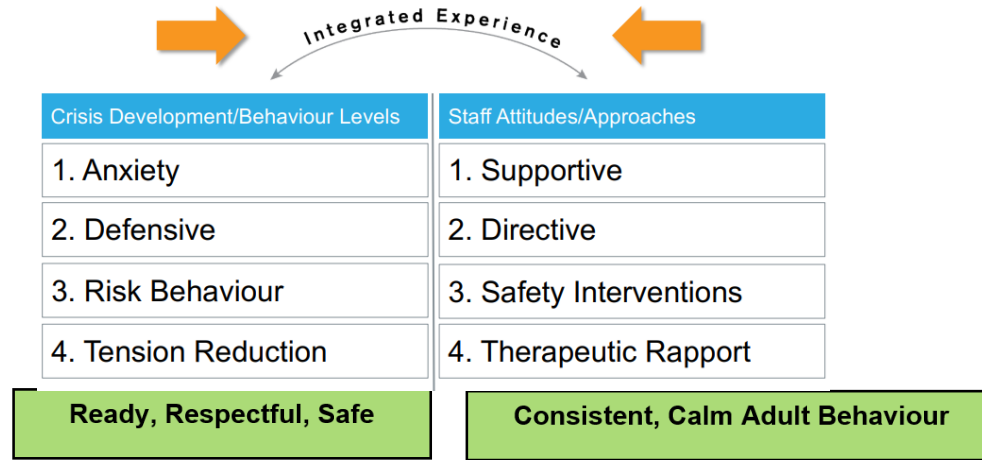 Integrated Experience
Crisis Development/Behaviour Levels
Staff Attitudes/Approaches
1. Anxiety
1. Supportive
2. Defensive
2. Directive
3. Risk Behaviour
3. Safety Interventions
4. Tension Reduction
4. Therapeutic Rapport
Ready, Respectful, Safe
Consistent, Calm Adult Behaviour